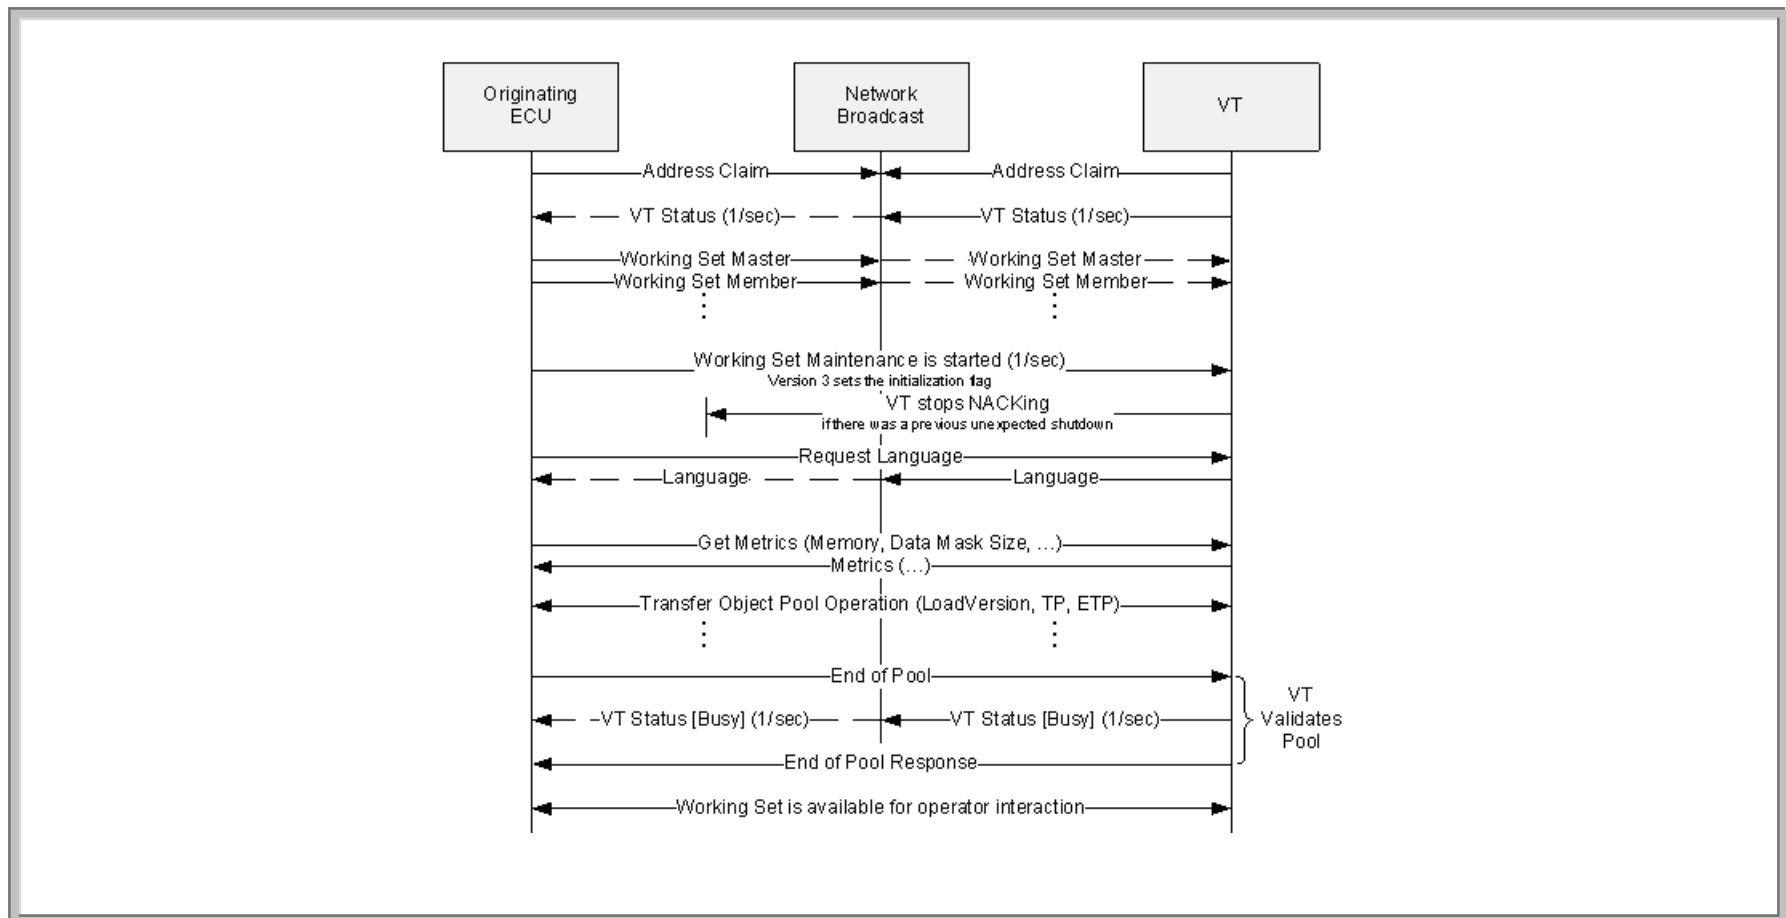 Originating
ECU
Network
Broadcast
VT
Address Claim
Address Claim
VT Status (1/sec)
VT Status (1/sec)
Working Set Master
Working Set Master
Working Set Member
Working Set Member
Working Set Maintenance is started (1/sec)
Version 3 sets the initialization flag
VT stops NACKing
if there was a previous unexpected shutdown
Request Language
Language
Language
Get Metrics (Memory, Data Mask Size, ...)
Metrics (...)
Transfer Object Pool Operation (LoadVersion, TP, ETP)
End of Pool
VT Status [Busy] (1/sec)
VT Status [Busy] (1/sec)
VT
Validates
Pool
End of Pool Response
Working Set is available for operator interaction